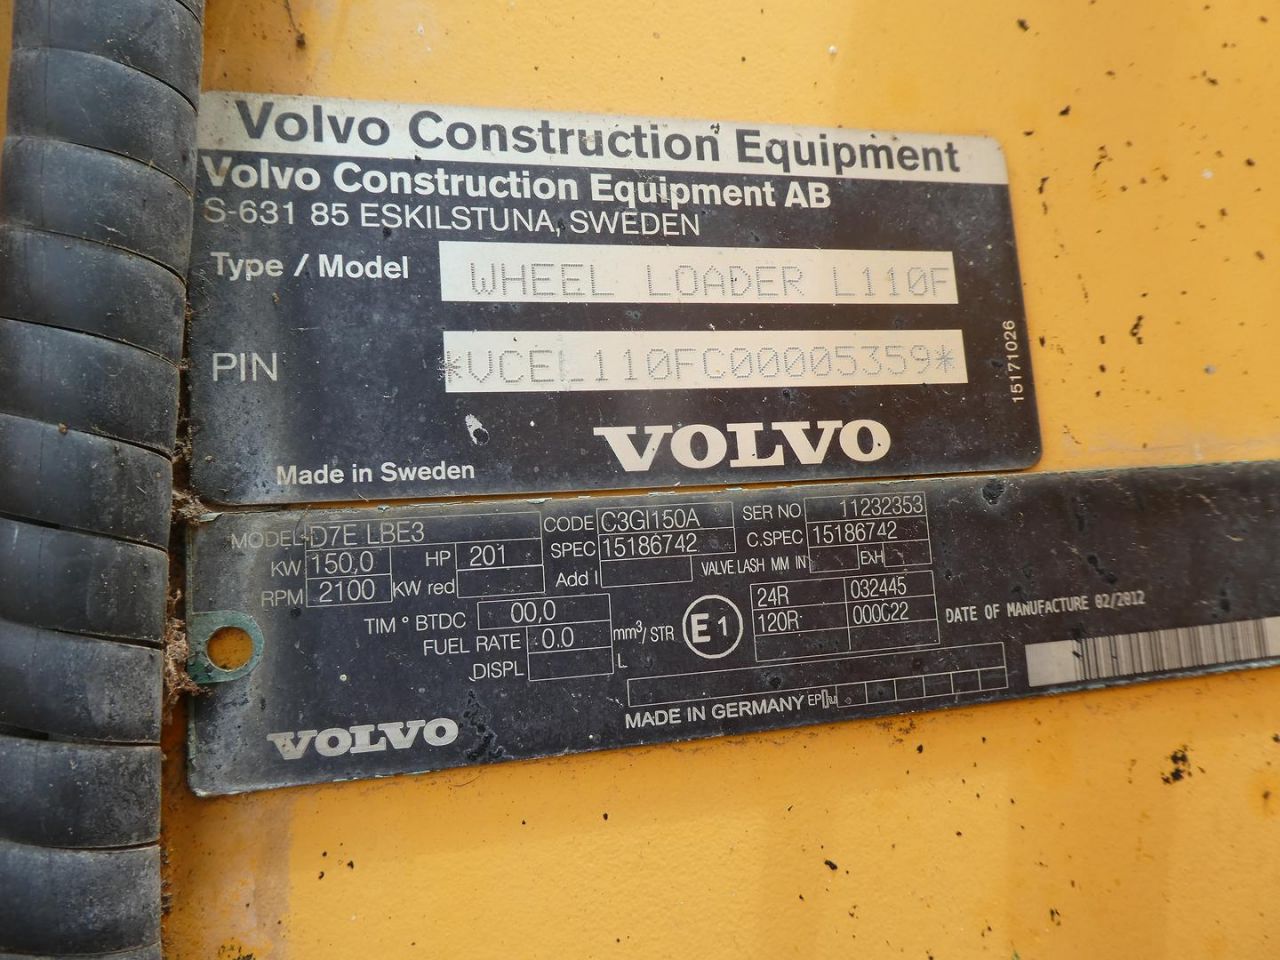 Volvo Construction Equipment
Volvo Construction Equipment AB
S-631 85 ESKILSTUNA, SWEDEN
Type / Model WHEEL LOADER L110F
PIN *VCEL110FC00005359*
15171026
Made in Sweden VOLVO
MODEL D7E LBE3 CODE C3GI150A SER NO 11232353
KW 150,0 HP 201 SPEC 15186742 C.SPEC 15186742
RPM 2100 KW red Add'l VALVE LASH MM IN EXH
TIM ° BTDC 00,0 24R 032445
FUEL RATE 0.0 mm³/STR E1 120R 000C22 DATE OF MANUFACTURE 02/2012
DISPL L
MADE IN GERMANY
VOLVO